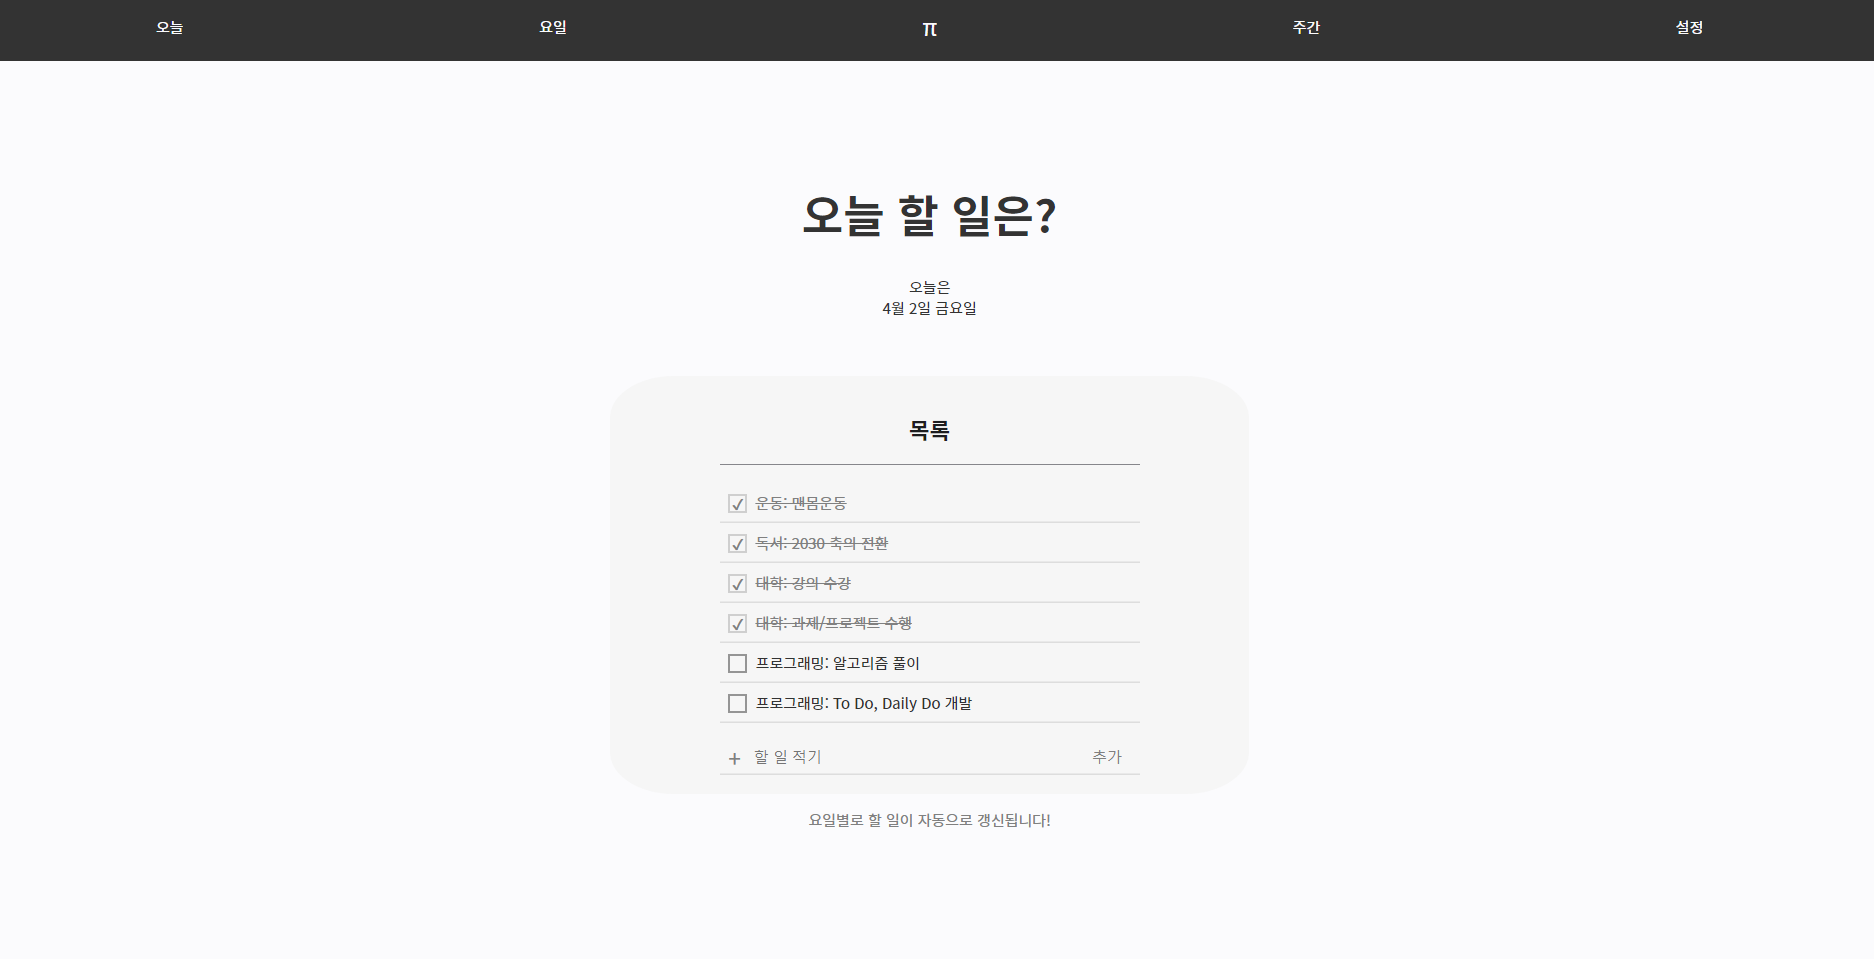 오늘 요일 π 주간 설정
오늘 할 일은?
오늘은
4월 2일 금요일
목록
운동: 맨몸운동
독서: 2030 축의 전환
대학: 강의 수강
대학: 과제/프로젝트 수행
프로그래밍: 알고리즘 풀이
프로그래밍: To Do, Daily Do 개발
+ 할 일 적기 추가
요일별로 할 일이 자동으로 갱신됩니다!